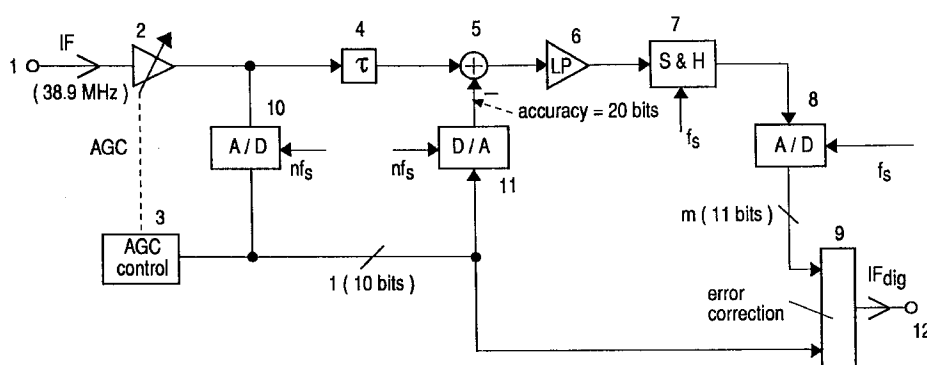 1
IF
( 38.9 MHz )
2
4
τ
5
−
6
LP
7
S & H
fs
accuracy = 20 bits
10
A / D
nfs
nfs
D / A
11
8
A / D
fs
AGC
3
AGC
control
1 ( 10 bits )
m ( 11 bits )
9
error
correction
IFdig
12